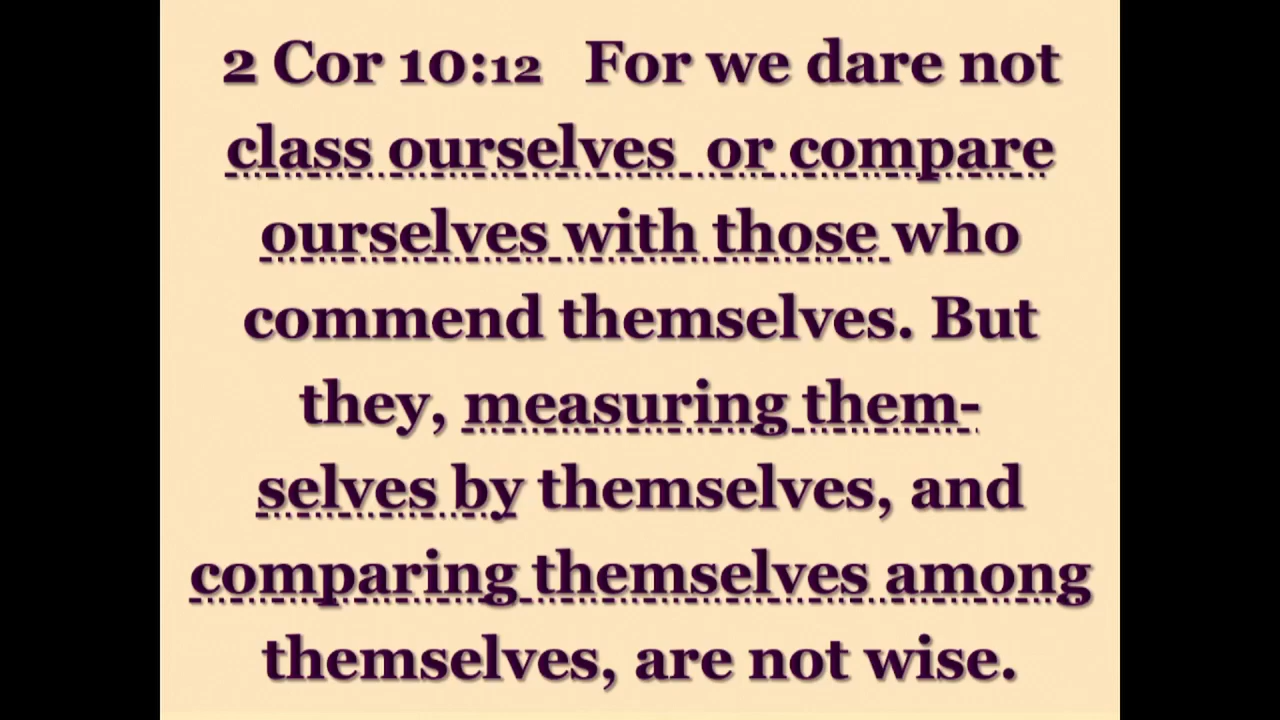 2 Cor 10:12 For we dare not
class ourselves or compare
ourselves with those who
commend themselves. But
they, measuring them-
selves by themselves, and
comparing themselves among
themselves, are not wise.